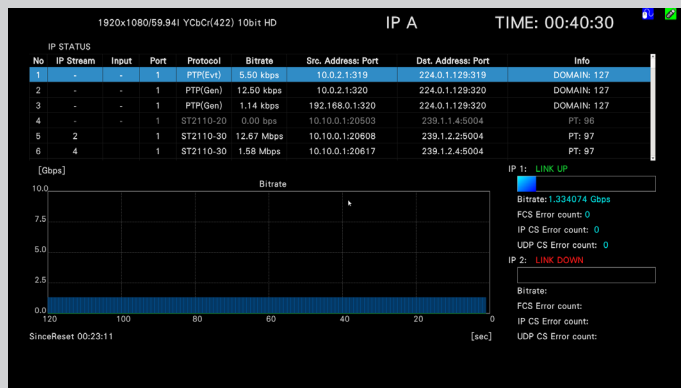 1920x1080/59.94I YCbCr(422) 10bit HD IP A TIME: 00:40:30
IP STATUS
No IP Stream Input Port Protocol Bitrate Src. Address: Port Dst. Address: Port Info
1 - - 1 PTP(Evt) 5.50 kbps 10.0.2.1:319 224.0.1.129:319 DOMAIN: 127
2 - - 1 PTP(Gen) 12.50 kbps 10.0.2.1:320 224.0.1.129:320 DOMAIN: 127
3 - - 1 PTP(Gen) 1.14 kbps 192.168.0.1:320 224.0.1.129:320 DOMAIN: 127
4 - - 1 ST2110-20 0.00 bps 10.10.0.1:20503 239.1.1.4:5004 PT: 96
5 2 1 ST2110-30 12.67 Mbps 10.10.0.1:20608 239.1.2.2:5004 PT: 97
6 4 1 ST2110-30 1.58 Mbps 10.10.0.1:20617 239.1.2.4:5004 PT: 97
[Gbps]
Bitrate
10.0
7.5
5.0
2.5
0.0
120 100 80 60 40 20 0
SinceReset 00:23:11 [sec]
IP 1: LINK UP
Bitrate: 1.334074 Gbps
FCS Error count: 0
IP CS Error count: 0
UDP CS Error count: 0
IP 2: LINK DOWN
Bitrate:
FCS Error count:
IP CS Error count:
UDP CS Error count: